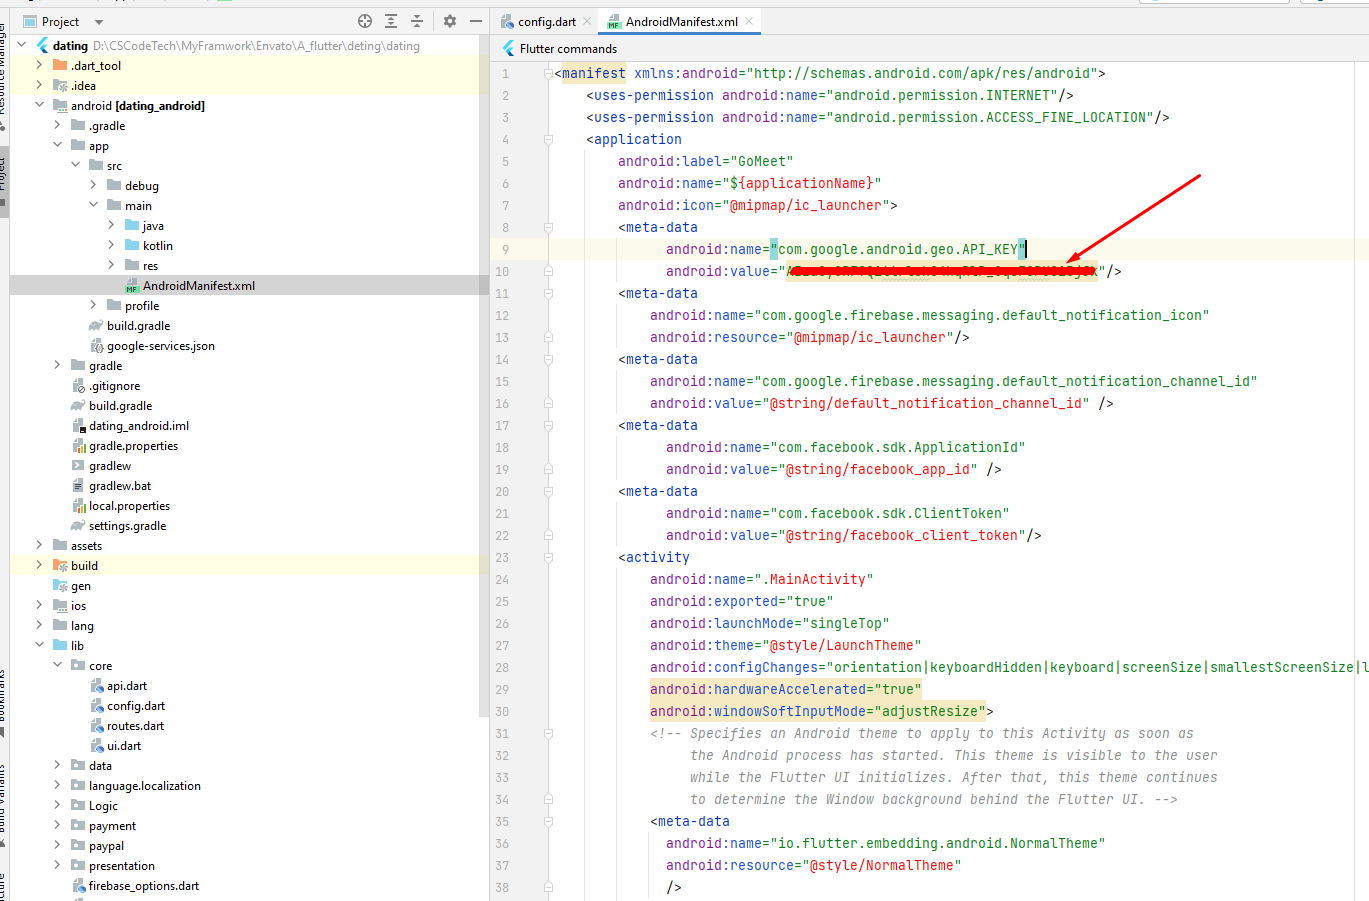 Project
dating D:\CSCodeTech\MyFramwork\Envato\A_flutter\deting\dating
.dart_tool
.idea
android [dating_android]
.gradle
app
src
debug
main
java
kotlin
res
AndroidManifest.xml
profile
build.gradle
google-services.json
gradle
.gitignore
build.gradle
dating_android.iml
gradle.properties
gradlew
gradlew.bat
local.properties
settings.gradle
assets
build
gen
ios
lang
lib
core
api.dart
config.dart
routes.dart
ui.dart
data
language.localization
Logic
payment
paypal
presentation
firebase_options.dart
config.dart
AndroidManifest.xml
Flutter commands
1 <manifest xmlns:android="http://schemas.android.com/apk/res/android">
2 <uses-permission android:name="android.permission.INTERNET"/>
3 <uses-permission android:name="android.permission.ACCESS_FINE_LOCATION"/>
4 <application
5 android:label="GoMeet"
6 android:name="${applicationName}"
7 android:icon="@mipmap/ic_launcher">
8 <meta-data
9 android:name="com.google.android.geo.API_KEY"
10 android:value=" "/>
11 <meta-data
12 android:name="com.google.firebase.messaging.default_notification_icon"
13 android:resource="@mipmap/ic_launcher"/>
14 <meta-data
15 android:name="com.google.firebase.messaging.default_notification_channel_id"
16 android:value="@string/default_notification_channel_id" />
17 <meta-data
18 android:name="com.facebook.sdk.ApplicationId"
19 android:value="@string/facebook_app_id" />
20 <meta-data
21 android:name="com.facebook.sdk.ClientToken"
22 android:value="@string/facebook_client_token"/>
23 <activity
24 android:name=".MainActivity"
25 android:exported="true"
26 android:launchMode="singleTop"
27 android:theme="@style/LaunchTheme"
28 android:configChanges="orientation|keyboardHidden|keyboard|screenSize|smallestScreenSize|l
29 android:hardwareAccelerated="true"
30 android:windowSoftInputMode="adjustResize">
31 <!-- Specifies an Android theme to apply to this Activity as soon as
32 the Android process has started. This theme is visible to the user
33 while the Flutter UI initializes. After that, this theme continues
34 to determine the Window background behind the Flutter UI. -->
35 <meta-data
36 android:name="io.flutter.embedding.android.NormalTheme"
37 android:resource="@style/NormalTheme"
38 />